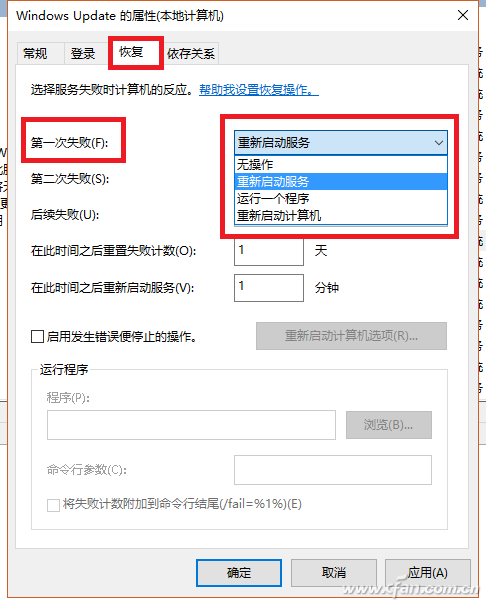 Windows Update 的属性(本地计算机)
常规 登录 恢复 依存关系
选择服务失败时计算机的反应。帮助我设置恢复操作。
第一次失败(F): 重新启动服务
无操作
第二次失败(S): 重新启动服务
运行一个程序
后续失败(U): 重新启动计算机
在此时间之后重置失败计数(O): 1 天
在此时间之后重新启动服务(V): 1 分钟
启用发生错误便停止的操作。 重新启动计算机选项(R)...
运行程序
程序(P):
浏览(B)...
命令行参数(C):
将失败计数附加到命令行结尾(/fail=%1%)(E)
确定 取消 应用(A)
www.cfan.com.cn